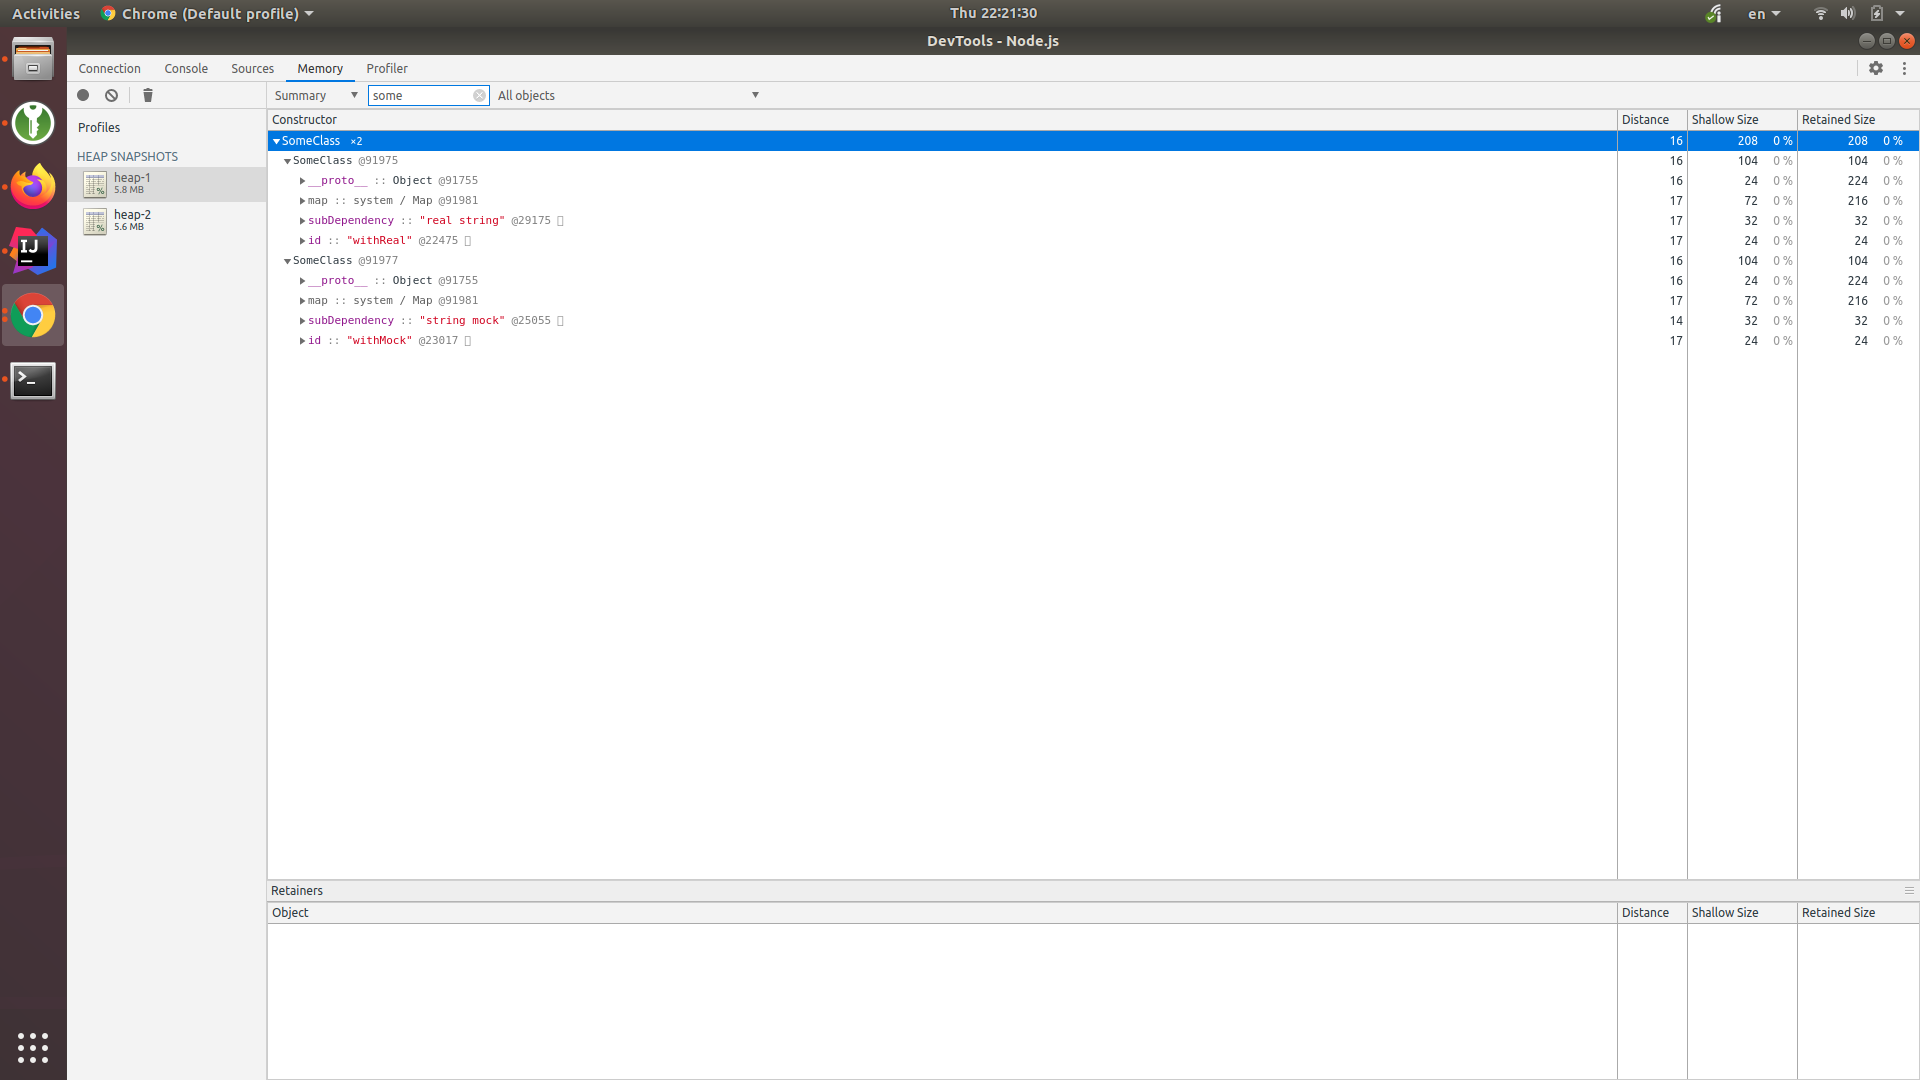 Activities Chrome (Default profile) Thu 22:21:30 en
DevTools - Node.js
Connection Console Sources Memory Profiler
Summary some All objects
Profiles
HEAP SNAPSHOTS
heap-1
5.8 MB
heap-2
5.6 MB
Constructor Distance Shallow Size Retained Size
SomeClass ×2 16 208 0 % 208 0 %
SomeClass @91975 16 104 0 % 104 0 %
__proto__ :: Object @91755 16 24 0 % 224 0 %
map :: system / Map @91981 17 72 0 % 216 0 %
subDependency :: "real string" @29175 17 32 0 % 32 0 %
id :: "withReal" @22475 17 24 0 % 24 0 %
SomeClass @91977 16 104 0 % 104 0 %
__proto__ :: Object @91755 16 24 0 % 224 0 %
map :: system / Map @91981 17 72 0 % 216 0 %
subDependency :: "string mock" @25055 14 32 0 % 32 0 %
id :: "withMock" @23017 17 24 0 % 24 0 %
Retainers
Object Distance Shallow Size Retained Size
IJ